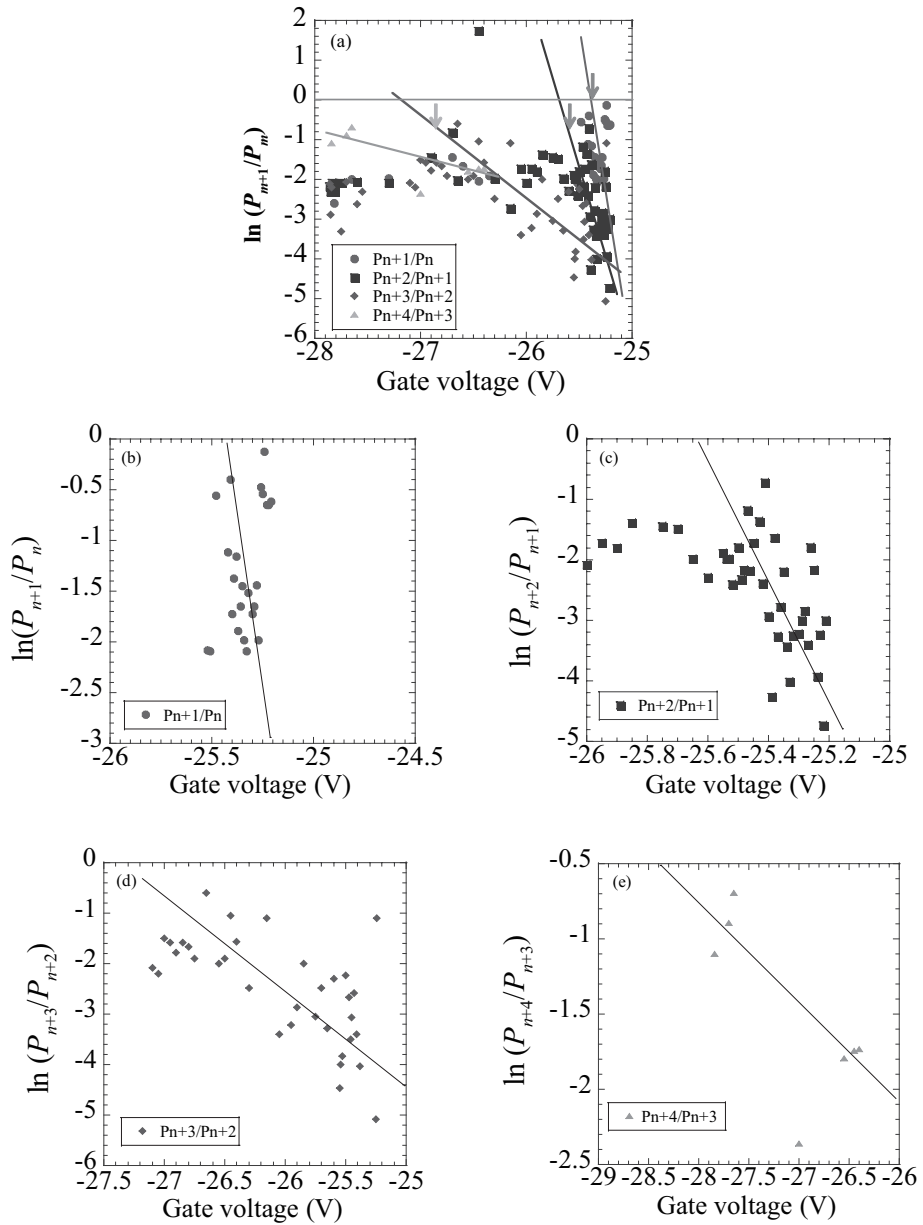 (a)
2
1
0
-1
-2
-3
-4
-5
-6
ln (Pm+1/Pm)
Pn+1/Pn
Pn+2/Pn+1
Pn+3/Pn+2
Pn+4/Pn+3
-28 -27 -26 -25
Gate voltage (V)
(b)
0
-0.5
-1
-1.5
-2
-2.5
-3
ln(Pn+1/Pn)
Pn+1/Pn
-26 -25.5 -25 -24.5
Gate voltage (V)
(c)
0
-1
-2
-3
-4
-5
ln (Pn+2/Pn+1)
Pn+2/Pn+1
-26 -25.8 -25.6 -25.4 -25.2 -25
Gate voltage (V)
(d)
0
-1
-2
-3
-4
-5
-6
ln (Pn+3/Pn+2)
Pn+3/Pn+2
-27.5 -27 -26.5 -26 -25.5 -25
Gate voltage (V)
(e)
-0.5
-1
-1.5
-2
-2.5
ln (Pn+4/Pn+3)
Pn+4/Pn+3
-29 -28.5 -28 -27.5 -27 -26.5 -26
Gate voltage (V)